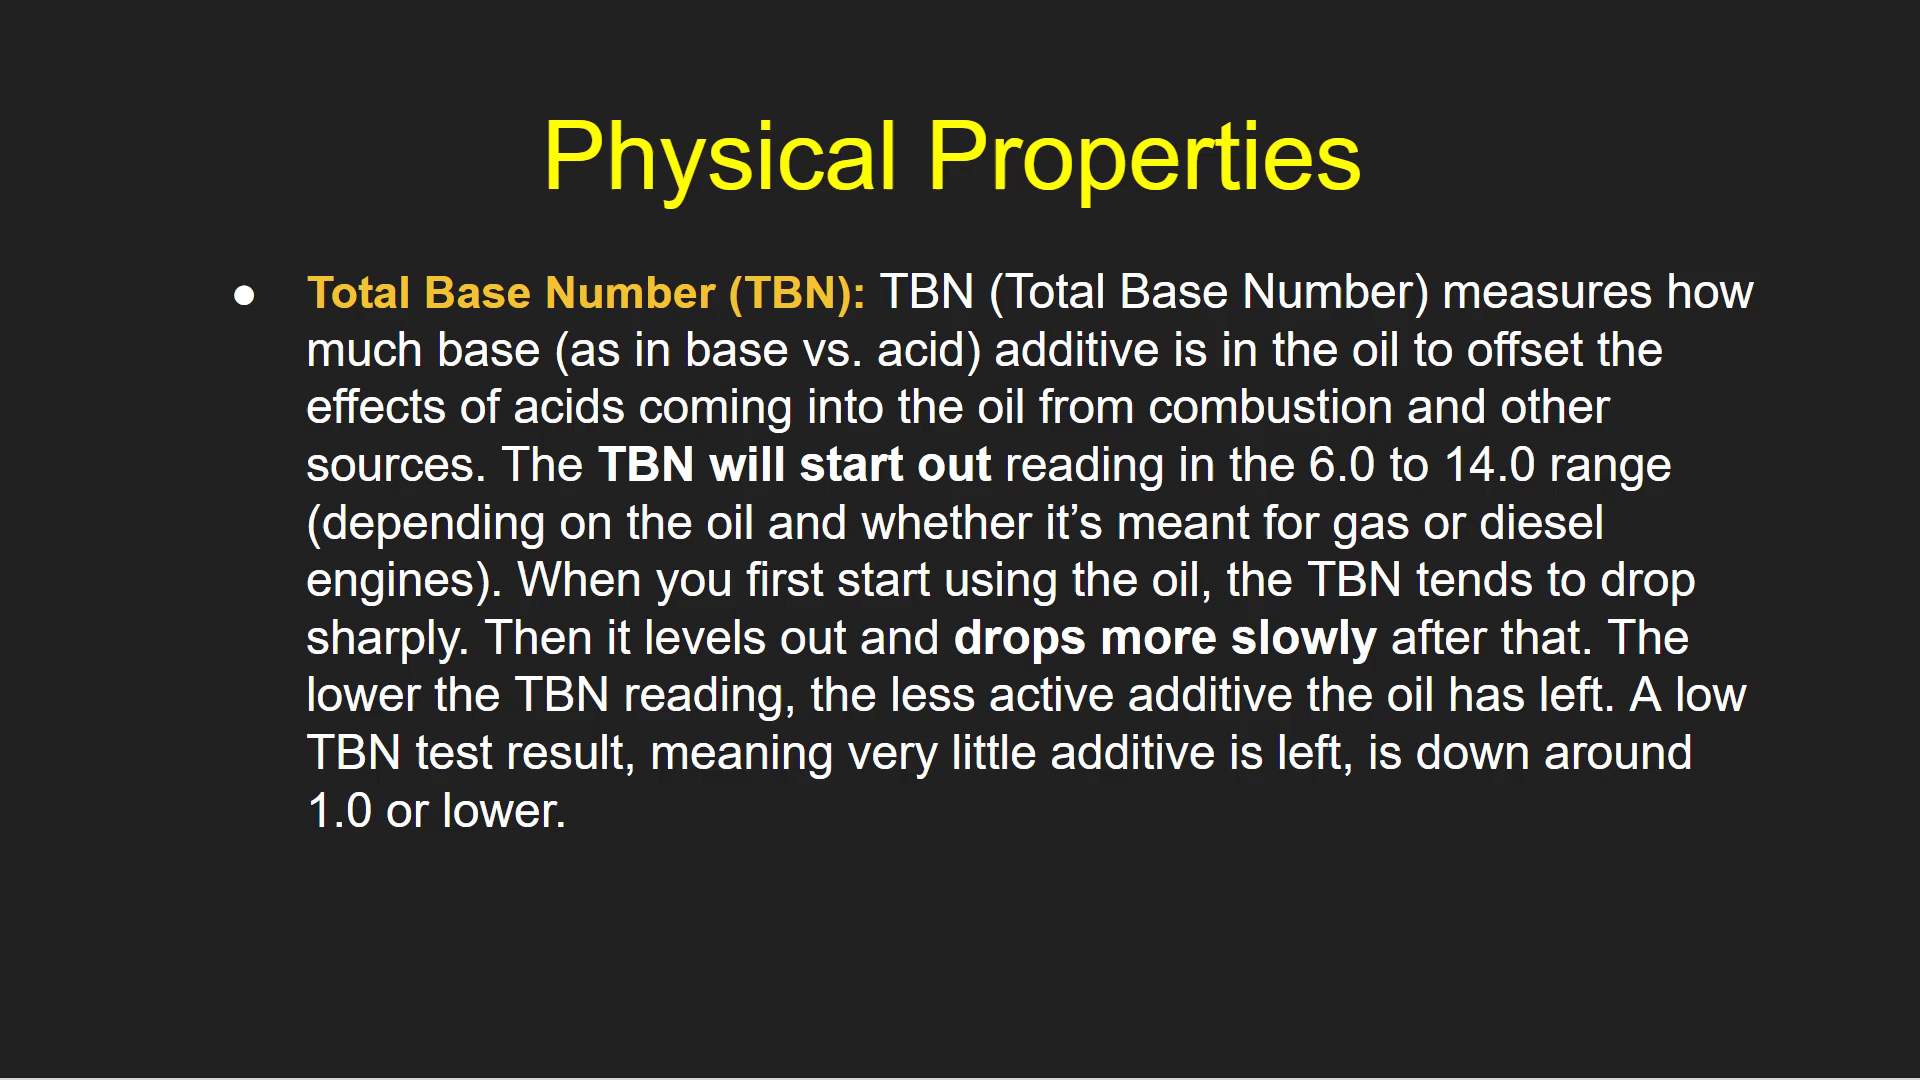 Physical Properties
● Total Base Number (TBN): TBN (Total Base Number) measures how
much base (as in base vs. acid) additive is in the oil to offset the
effects of acids coming into the oil from combustion and other
sources. The TBN will start out reading in the 6.0 to 14.0 range
(depending on the oil and whether it’s meant for gas or diesel
engines). When you first start using the oil, the TBN tends to drop
sharply. Then it levels out and drops more slowly after that. The
lower the TBN reading, the less active additive the oil has left. A low
TBN test result, meaning very little additive is left, is down around
1.0 or lower.